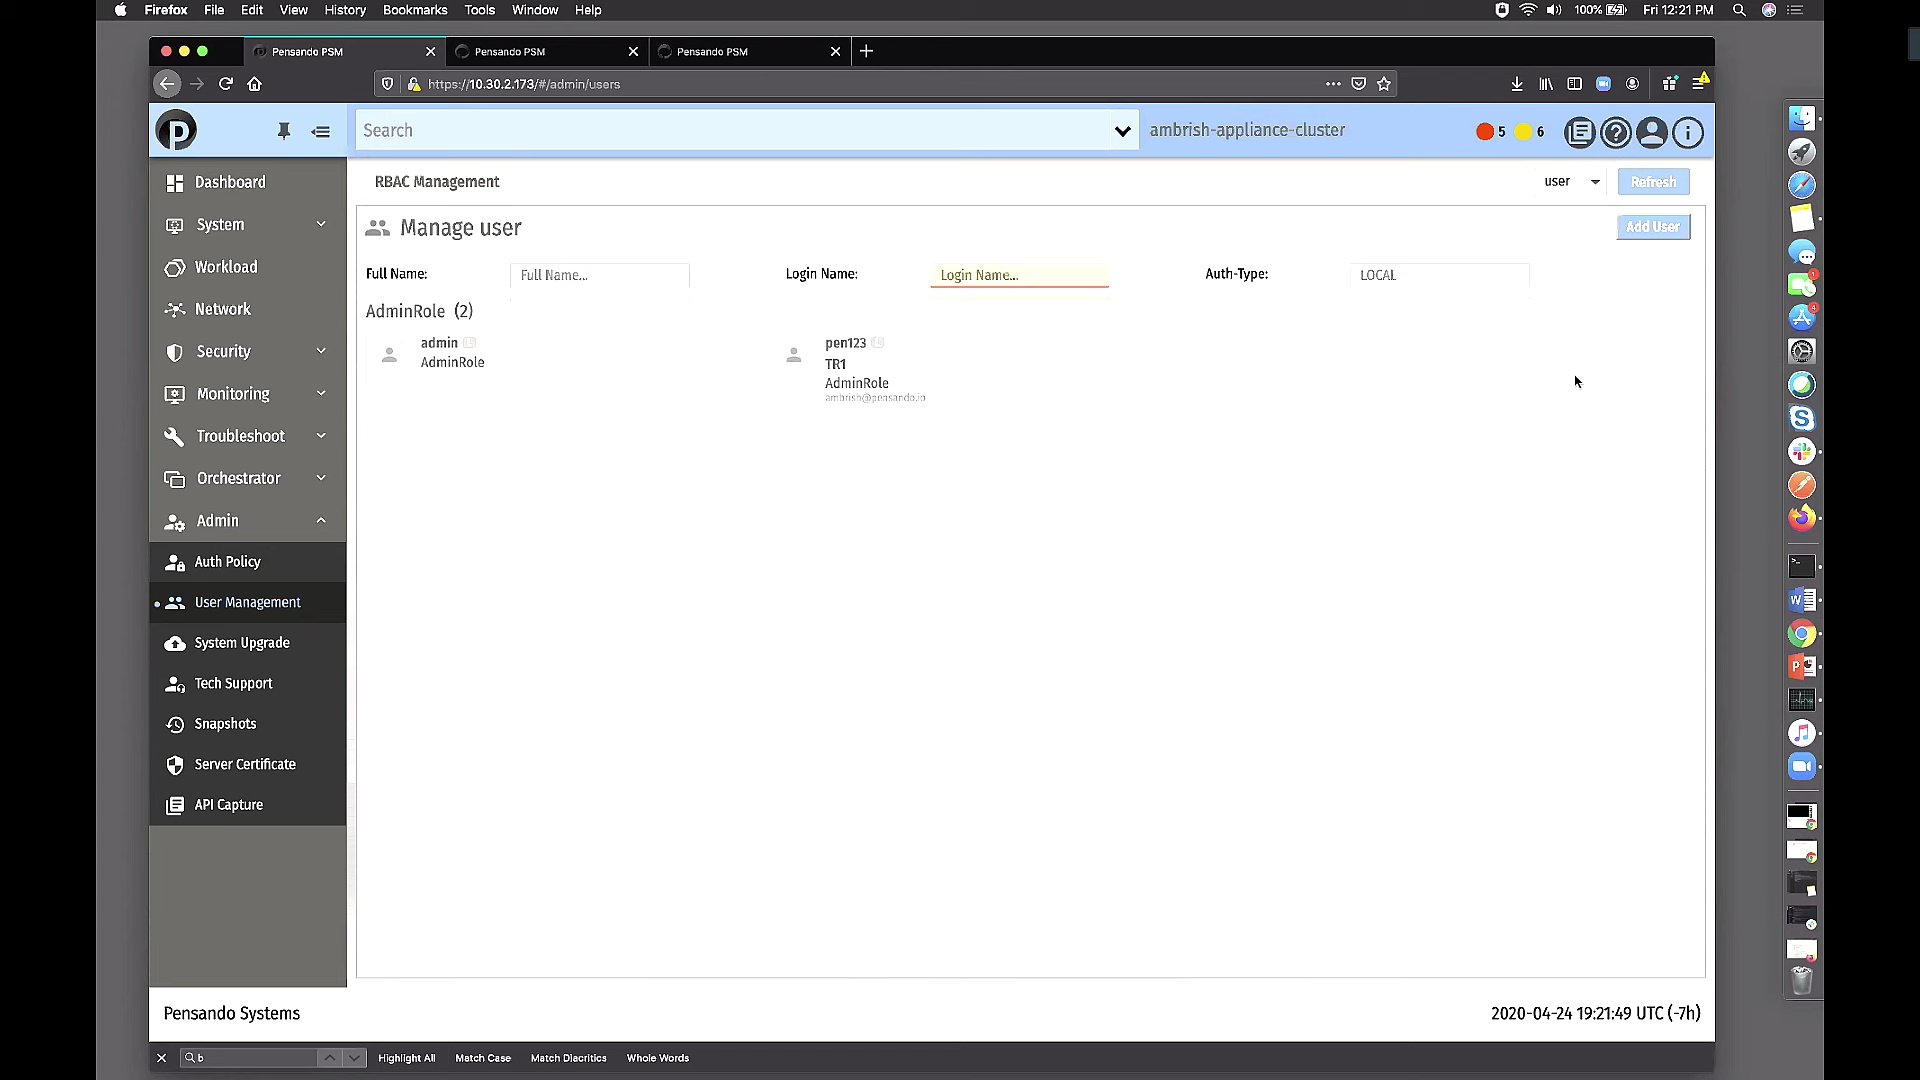 Firefox File Edit View History Bookmarks Tools Window Help 100% Fri 12:21 PM
Pensando PSM Pensando PSM Pensando PSM
https://10.30.2.173/#/admin/users
Search ambrish-appliance-cluster 5 6
RBAC Management user Refresh
Manage user Add User
Full Name: Full Name... Login Name: Login Name... Auth-Type: LOCAL
AdminRole (2)
admin
AdminRole
pen123
TR1
AdminRole
ambrish@pensando.io
Dashboard
System
Workload
Network
Security
Monitoring
Troubleshoot
Orchestrator
Admin
Auth Policy
User Management
System Upgrade
Tech Support
Snapshots
Server Certificate
API Capture
Pensando Systems 2020-04-24 19:21:49 UTC (-7h)
b Highlight All Match Case Match Diacritics Whole Words